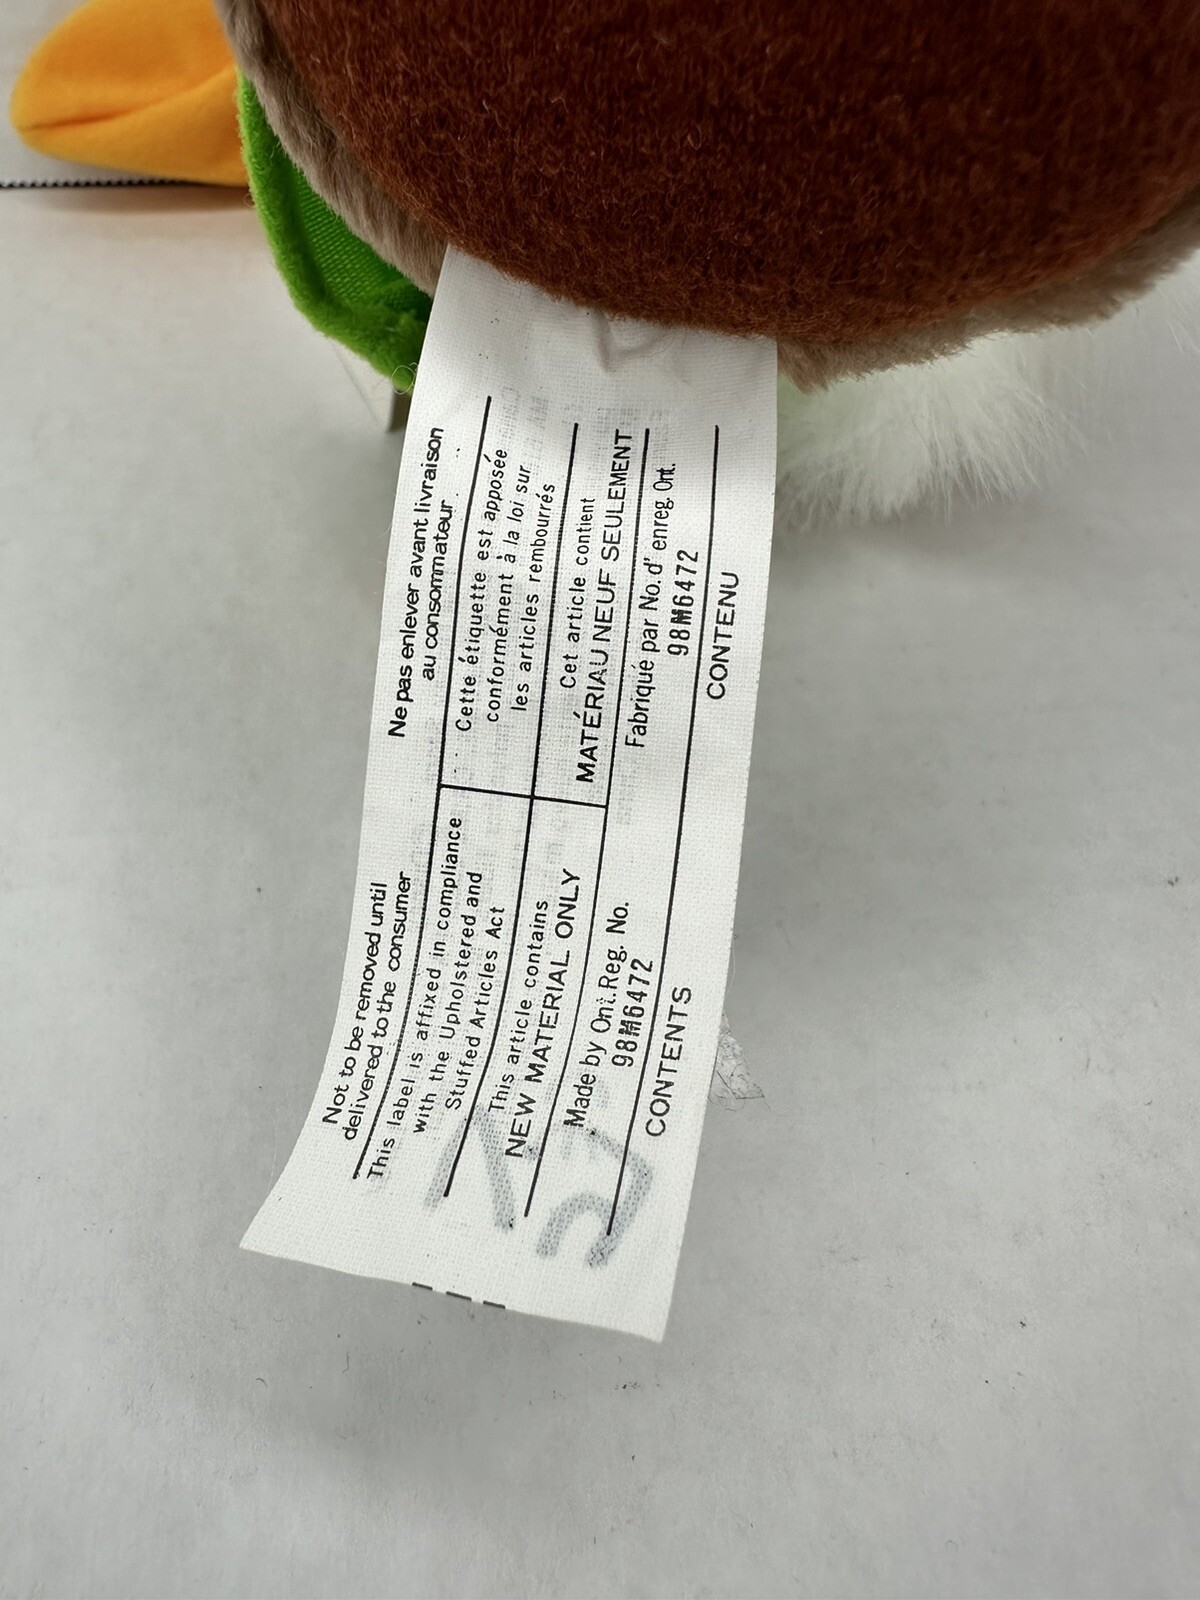 Not to be removed until
delivered to the consumer
Ne pas enlever avant livraison
au consommateur
This label is affixed in compliance
with the Upholstered and
Stuffed Articles Act
Cette étiquette est apposée
conformément à la loi sur
les articles rembourrés
This article contains
NEW MATERIAL ONLY
Cet article contient
MATÉRIAU NEUF SEULEMENT
Made by Ont. Reg. No.
98M6472
Fabriqué par No. d' enreg. Ont.
98M6472
CONTENTS
CONTENU